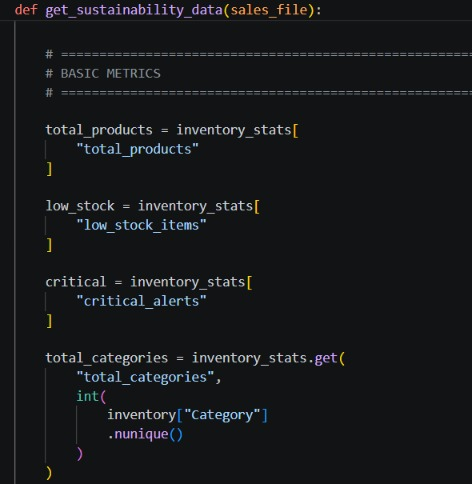 def get_sustainability_data(sales_file):
# =====================================================
# BASIC METRICS
# =====================================================
total_products = inventory_stats[
"total_products"
]
low_stock = inventory_stats[
"low_stock_items"
]
critical = inventory_stats[
"critical_alerts"
]
total_categories = inventory_stats.get(
"total_categories",
int(
inventory["Category"]
.nunique()
)
)